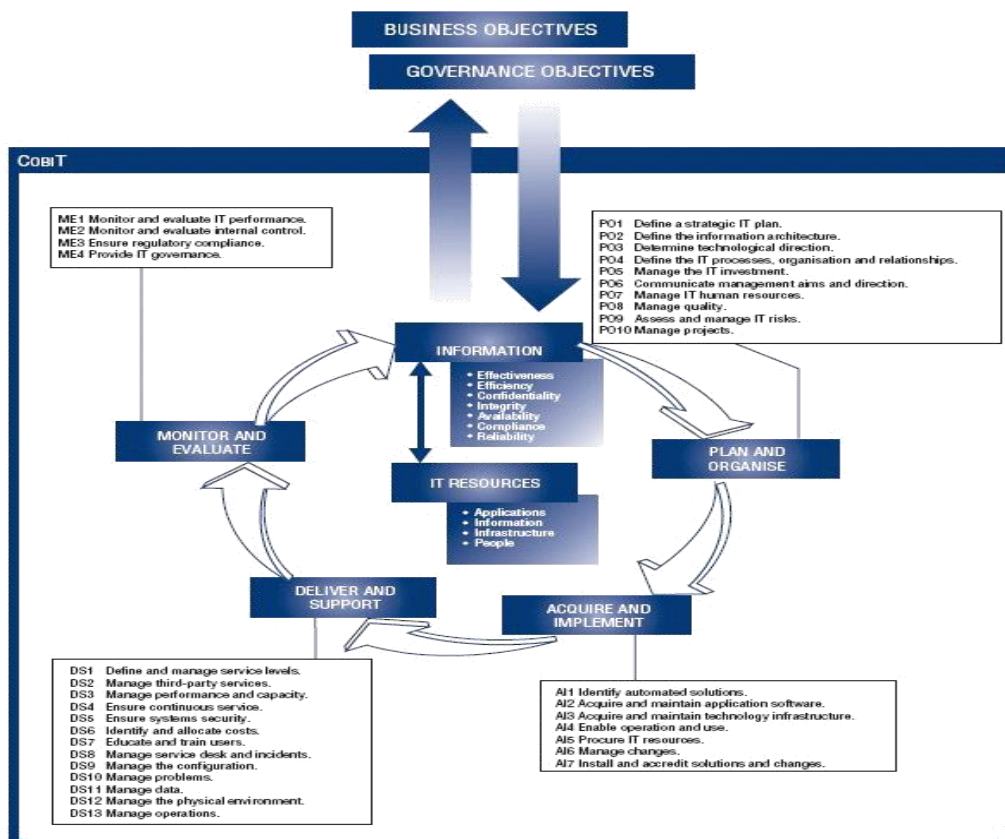 BUSINESS OBJECTIVES
GOVERNANCE OBJECTIVES
COBIT
ME1 Monitor and evaluate IT performance.
ME2 Monitor and evaluate internal control.
ME3 Ensure regulatory compliance.
ME4 Provide IT governance.
PO1 Define a strategic IT plan.
PO2 Define the information architecture.
PO3 Determine technological direction.
PO4 Define the IT processes, organisation and relationships.
PO5 Manage the IT investment.
PO6 Communicate management aims and direction.
PO7 Manage IT human resources.
PO8 Manage quality.
PO9 Assess and manage IT risks.
PO10 Manage projects.
INFORMATION
• Effectiveness
• Efficiency
• Confidentiality
• Integrity
• Availability
• Compliance
• Reliability
MONITOR AND
EVALUATE
PLAN AND
ORGANISE
IT RESOURCES
• Applications
• Information
• Infrastructure
• People
DELIVER AND
SUPPORT
ACQUIRE AND
IMPLEMENT
DS1 Define and manage service levels.
DS2 Manage third-party services.
DS3 Manage performance and capacity.
DS4 Ensure continuous service.
DS5 Ensure systems security.
DS6 Identify and allocate costs.
DS7 Educate and train users.
DS8 Manage service desk and incidents.
DS9 Manage the configuration.
DS10 Manage problems.
DS11 Manage data.
DS12 Manage the physical environment.
DS13 Manage operations.
AI1 Identify automated solutions.
AI2 Acquire and maintain application software.
AI3 Acquire and maintain technology infrastructure.
AI4 Enable operation and use.
AI5 Procure IT resources.
AI6 Manage changes.
AI7 Install and accredit solutions and changes.